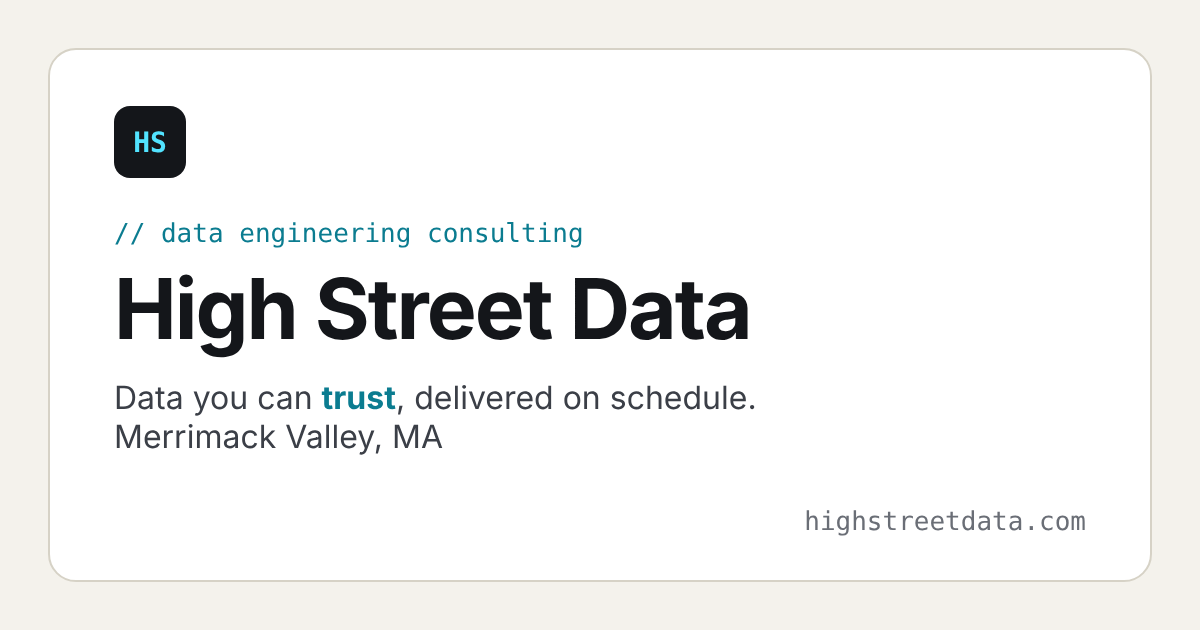 HS
// data engineering consulting
High Street Data
Data you can trust, delivered on schedule.
Merrimack Valley, MA
highstreetdata.com